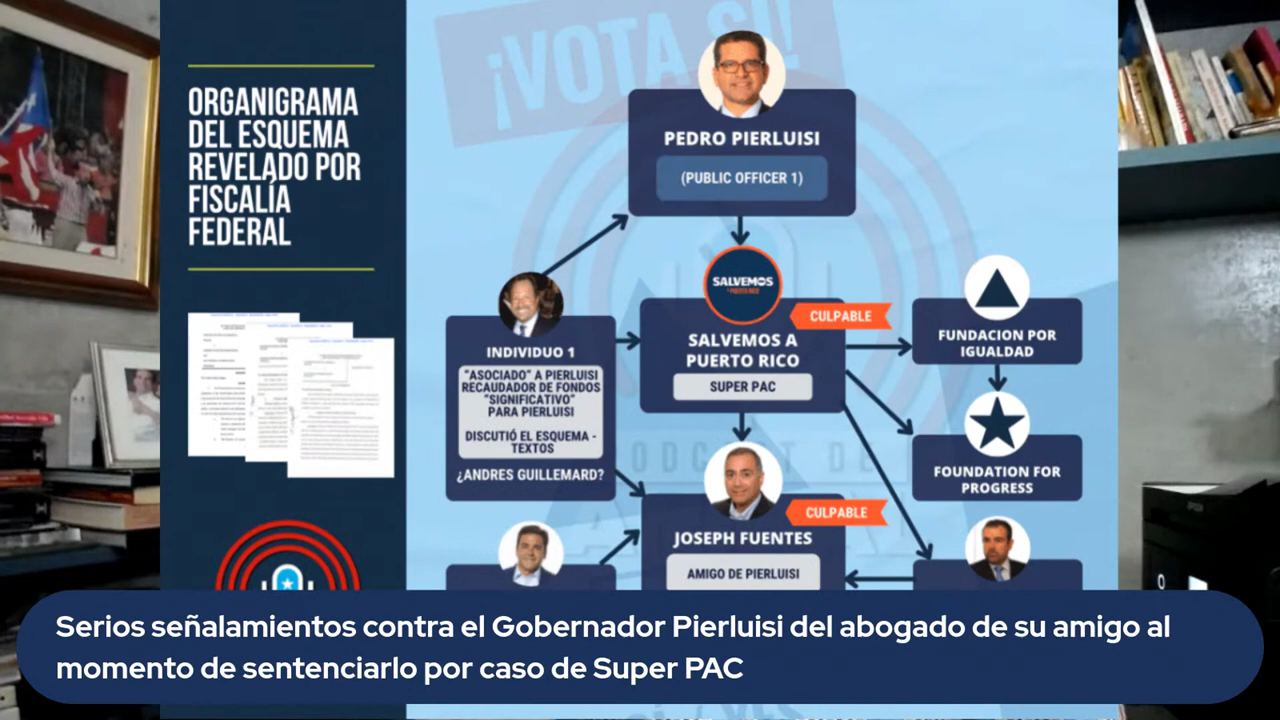 ORGANIGRAMA
DEL ESQUEMA
REVELADO POR
FISCALÍA
FEDERAL
¡VOTA SÍ!
PEDRO PIERLUISI
(PUBLIC OFFICER 1)
SALVEMOS
A PUERTO RICO
CULPABLE
SALVEMOS A
PUERTO RICO
SUPER PAC
FUNDACION POR
IGUALDAD
INDIVIDUO 1
"ASOCIADO" A PIERLUISI
RECAUDADOR DE FONDOS
"SIGNIFICATIVO"
PARA PIERLUISI
DISCUTIÓ EL ESQUEMA -
TEXTOS
¿ANDRES GUILLEMARD?
FOUNDATION FOR
PROGRESS
CULPABLE
JOSEPH FUENTES
AMIGO DE PIERLUISI
Serios señalamientos contra el Gobernador Pierluisi del abogado de su amigo al
momento de sentenciarlo por caso de Super PAC